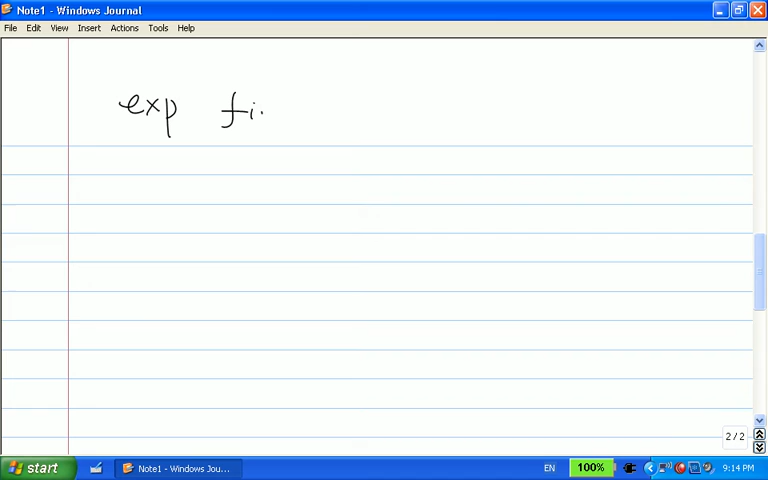 Note1 - Windows Journal
File Edit View Insert Actions Tools Help
exp fi.
2 / 2
start Note1 - Windows Jou... EN 100% 9:14 PM